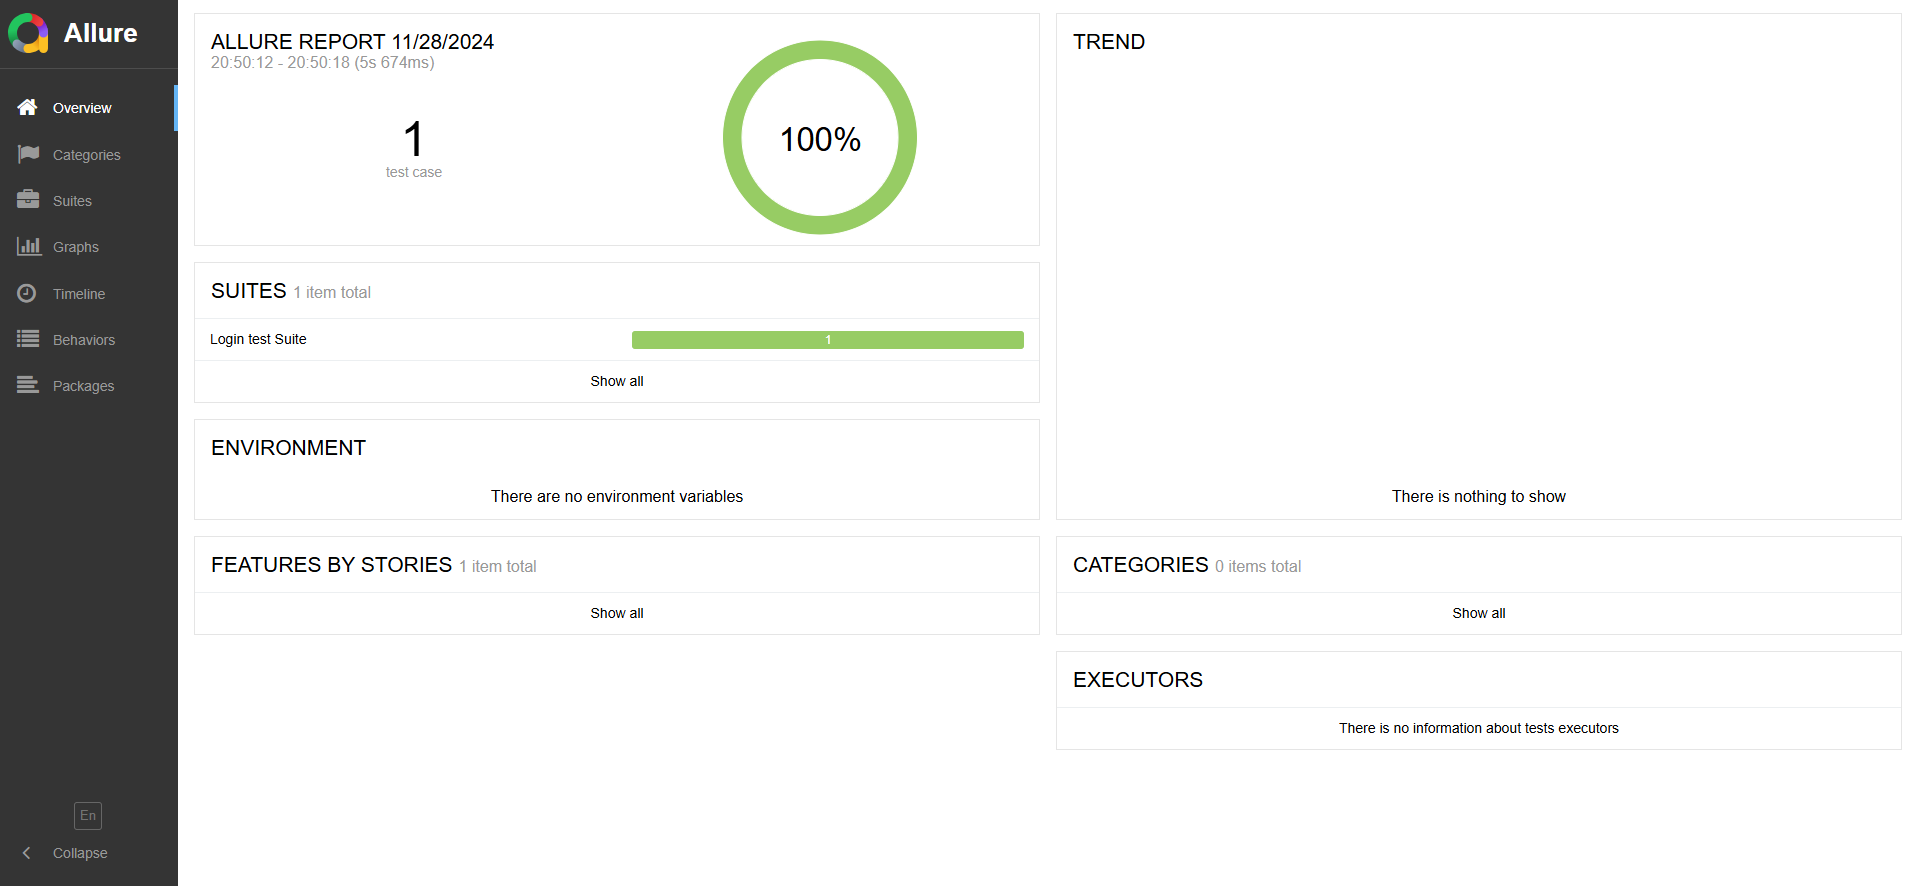 Allure
Overview
Categories
Suites
Graphs
Timeline
Behaviors
Packages
En
Collapse
ALLURE REPORT 11/28/2024
20:50:12 - 20:50:18 (5s 674ms)
1
test case
100%
SUITES 1 item total
Login test Suite
1
Show all
ENVIRONMENT
There are no environment variables
FEATURES BY STORIES 1 item total
Show all
TREND
There is nothing to show
CATEGORIES 0 items total
Show all
EXECUTORS
There is no information about tests executors